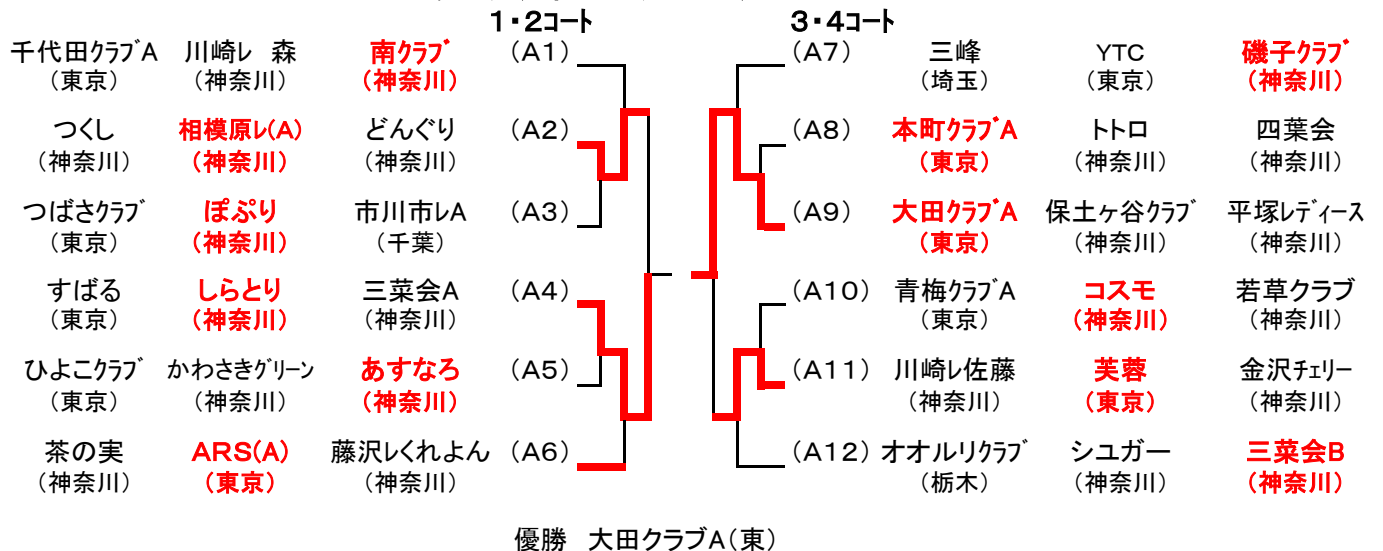 1・2コート 3・4コート
千代田クラブA 川崎レ 森 南クラブ (A1) (A7) 三峰 YTC 磯子クラブ
(東京) (神奈川) (神奈川) (埼玉) (東京) (神奈川)
つくし 相模原レ(A) どんぐり (A2) (A8) 本町クラブA トトロ 四葉会
(神奈川) (神奈川) (神奈川) (東京) (神奈川) (神奈川)
つばさクラブ ぽぷり 市川市レA (A3) (A9) 大田クラブA 保土ヶ谷クラブ 平塚レディース
(東京) (神奈川) (千葉) (東京) (神奈川) (神奈川)
すばる しらとり 三菜会A (A4) (A10) 青梅クラブA コスモ 若草クラブ
(東京) (神奈川) (神奈川) (東京) (神奈川) (神奈川)
ひよこクラブ かわさきグリーン あすなろ (A5) (A11) 川崎レ佐藤 芙蓉 金沢チェリー
(東京) (神奈川) (神奈川) (神奈川) (東京) (神奈川)
茶の実 ARS(A) 藤沢レくれよん (A6) (A12) オオルリクラブ シユガー 三菜会B
(神奈川) (東京) (神奈川) (栃木) (神奈川) (神奈川)
優勝 大田クラブA(東)